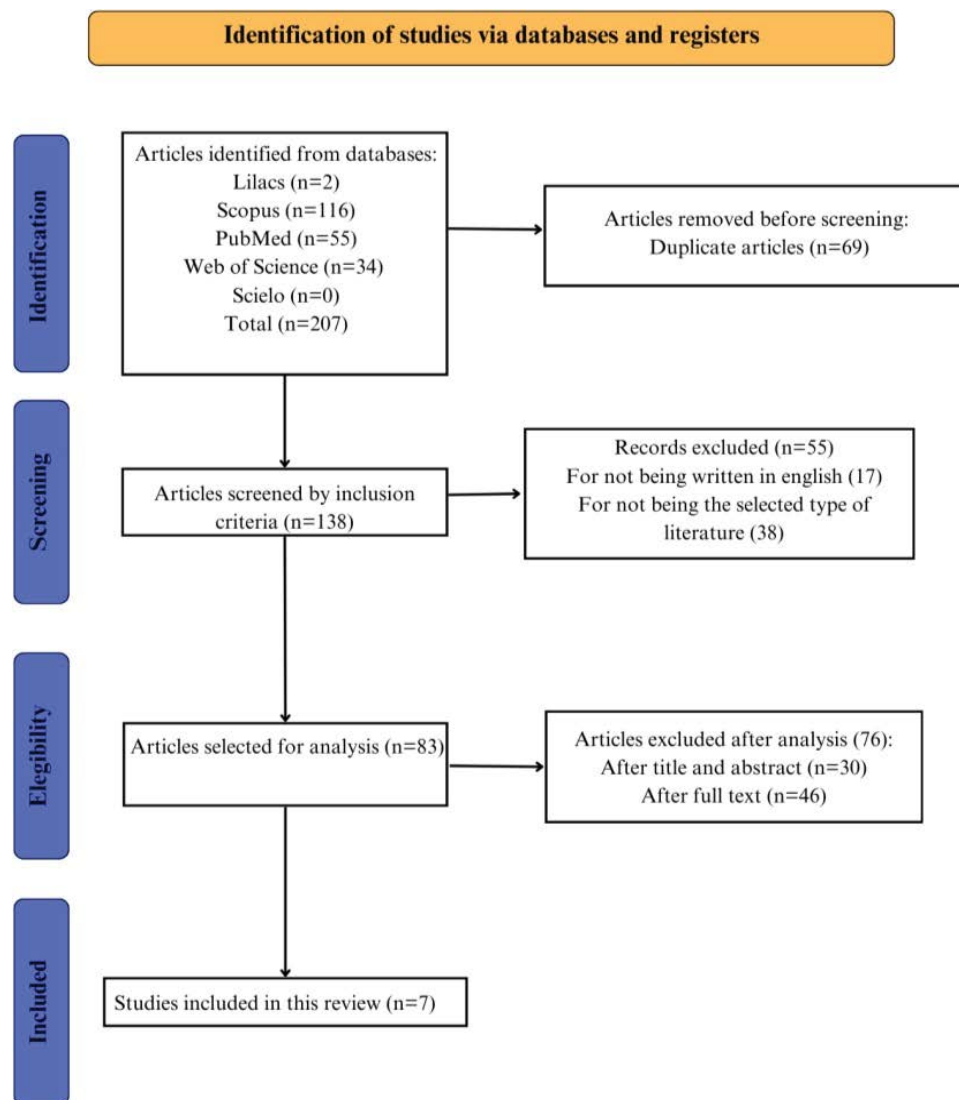 Identification of studies via databases and registers
Identification
Articles identified from databases:
Lilacs (n=2)
Scopus (n=116)
PubMed (n=55)
Web of Science (n=34)
Scielo (n=0)
Total (n=207)
Articles removed before screening:
Duplicate articles (n=69)
Screening
Articles screened by inclusion
criteria (n=138)
Records excluded (n=55)
For not being written in english (17)
For not being the selected type of
literature (38)
Elegibility
Articles selected for analysis (n=83)
Articles excluded after analysis (76):
After title and abstract (n=30)
After full text (n=46)
Included
Studies included in this review (n=7)